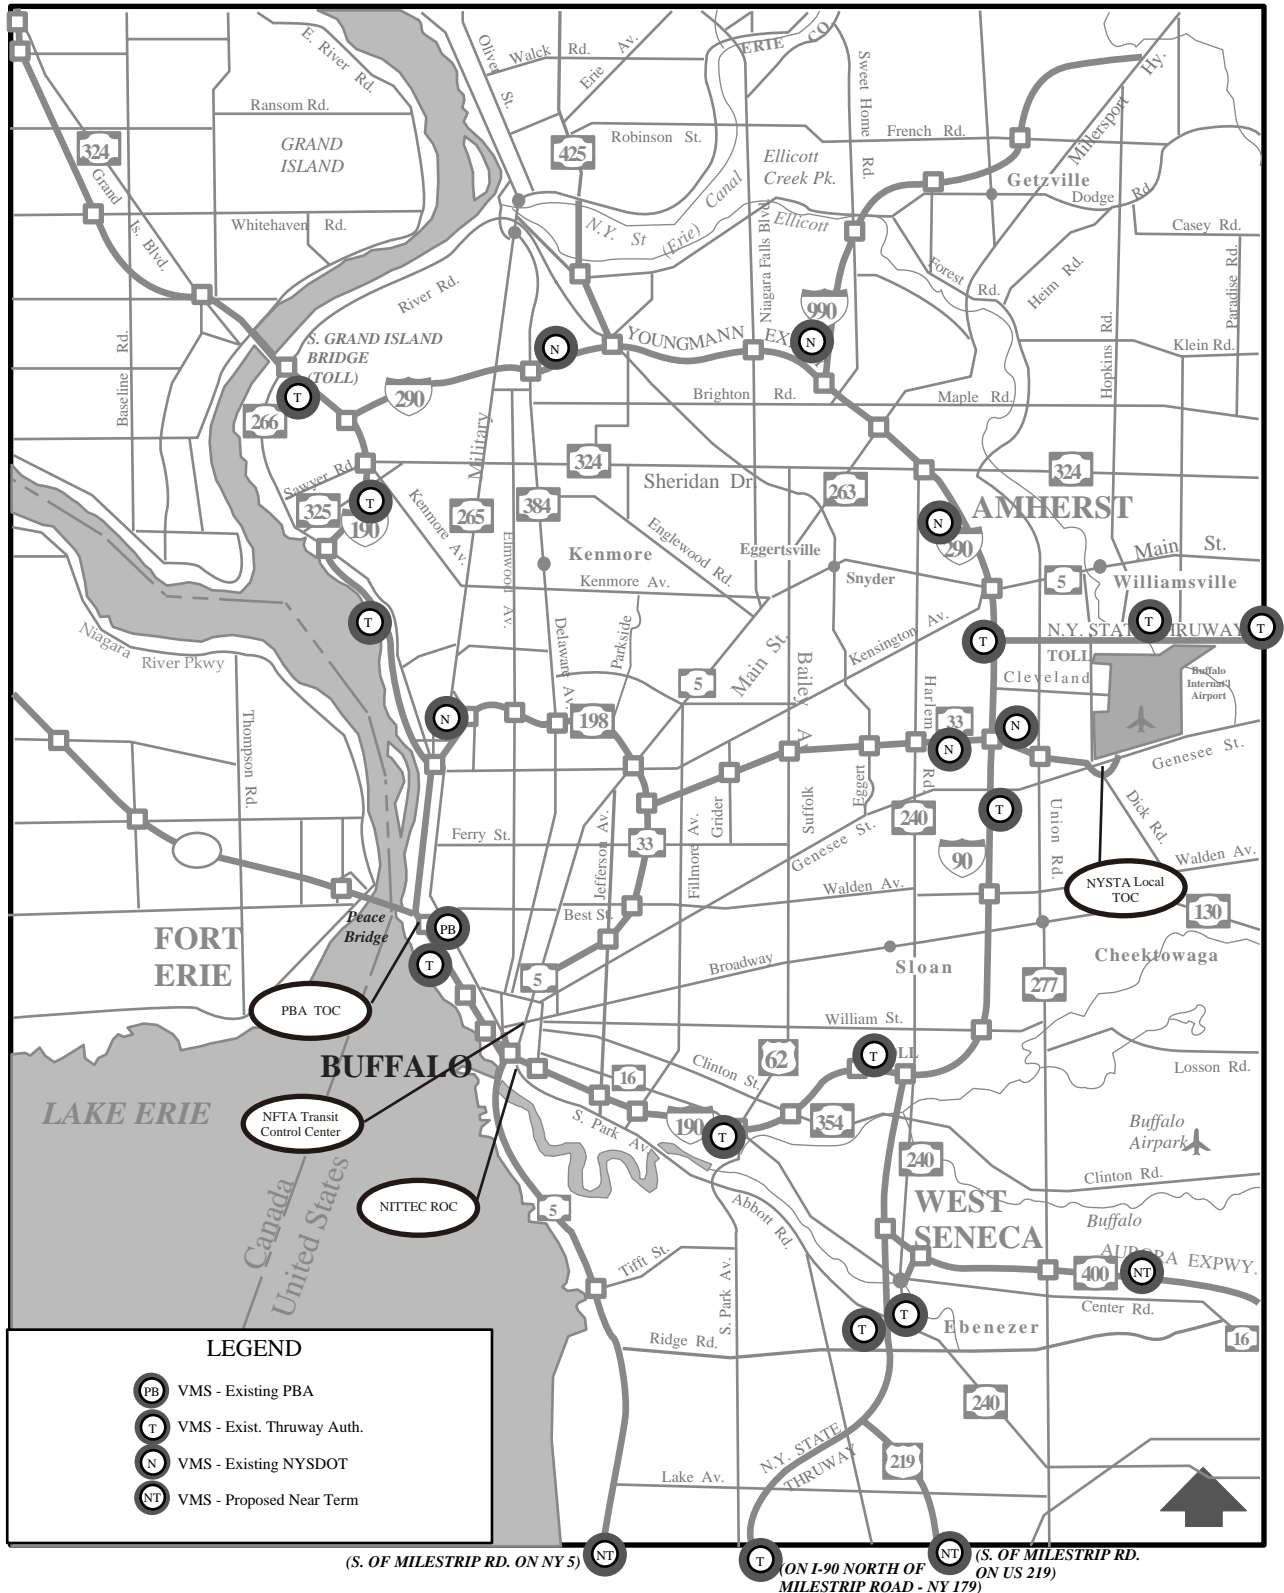 E. River Rd.
Oliver St.
Walck Rd.
Erie Av.
ERIE CO
Sweet Home Rd.
Millersport Hy.
Ransom Rd.
324
GRAND
ISLAND
425
Robinson St.
French Rd.
Ellicott
Creek Pk.
Getzville
Dodge Rd.
Grand Is. Blvd.
Whitehaven Rd.
N.Y. St (Erie) Canal
Ellicott
Niagara Falls Blvd.
Casey Rd.
Forest Rd.
Heim Rd.
Paradise Rd.
River Rd.
990
Hopkins Rd.
Baseline Rd.
S. GRAND ISLAND
BRIDGE
(TOLL)
N
YOUNGMANN
N
Klein Rd.
T
290
266
Brighton Rd.
Maple Rd.
Military
324
Sheridan Dr
263
324
Sawyer Rd.
325
T
190
Kenmore Av.
265
384
AMHERST
N
290
Elmwood Av.
Kenmore
Englewood Rd.
Eggertsville
Main St.
Kenmore Av.
Snyder
5
Williamsville
T
Niagara
River Pkwy
Delaware Av.
Parkside
Main St.
Kensington Av.
T
N.Y. STATE THRUWAY
T
T
TOLL
Cleveland
Buffalo
Internat'l
Airport
5
Bailey Av
Harlem Rd.
Thompson Rd.
N
198
33
N
N
Genesee St.
Grider
Suffolk
Eggert
Jefferson Av.
Fillmore Av.
Ferry St.
33
Genesee St.
240
T
Union Rd.
Dick Rd.
90
Walden Av.
NYSTA Local
TOC
Walden Av.
Best St.
130
Peace
Bridge
PB
FORT
ERIE
T
Broadway
Sloan
Cheektowaga
5
277
PBA TOC
William St.
BUFFALO
62
T
Clinton St.
16
Losson Rd.
LAKE ERIE
NFTA Transit
Control Center
S. Park Av.
190
T
354
Buffalo
Airpark
240
Clinton Rd.
NITTEC ROC
Canada
United States
5
Abbott Rd.
WEST
SENECA
Buffalo
Tifft St.
S. Park Av.
400
NT
AURORA EXPWY.
Center Rd.
T
T
Ebenezer
16
Ridge Rd.
LEGEND
PB VMS - Existing PBA
T VMS - Exist. Thruway Auth.
N VMS - Existing NYSDOT
NT VMS - Proposed Near Term
240
N.Y. STATE
THRUWAY
219
Lake Av.
(S. OF MILESTRIP RD. ON NY 5)
NT
T
(ON I-90 NORTH OF
MILESTRIP ROAD - NY 179)
NT
(S. OF MILESTRIP RD.
ON US 219)